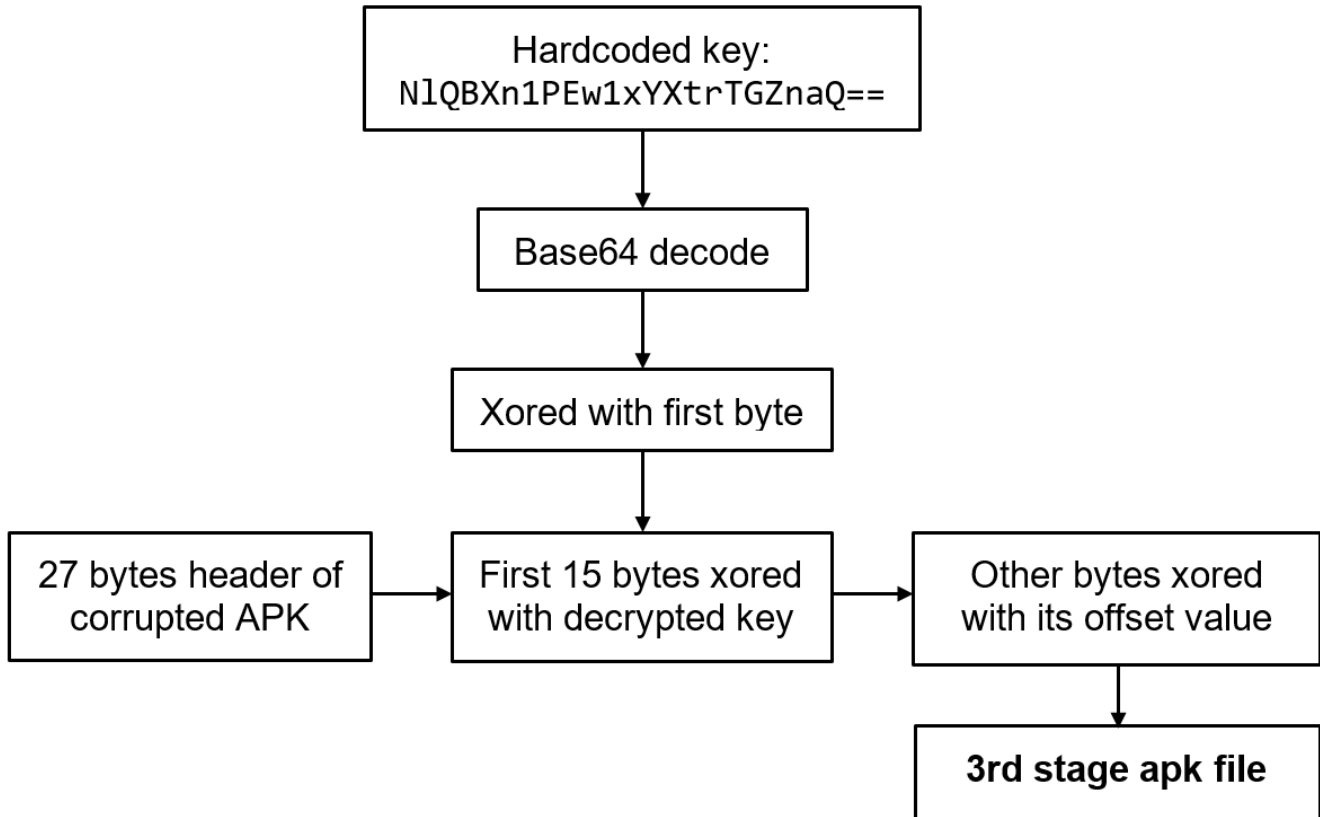 Hardcoded key:
NlQBXn1PEw1xYXtrTGZnaQ==
Base64 decode
Xored with first byte
27 bytes header of
corrupted APK
First 15 bytes xored
with decrypted key
Other bytes xored
with its offset value
3rd stage apk file